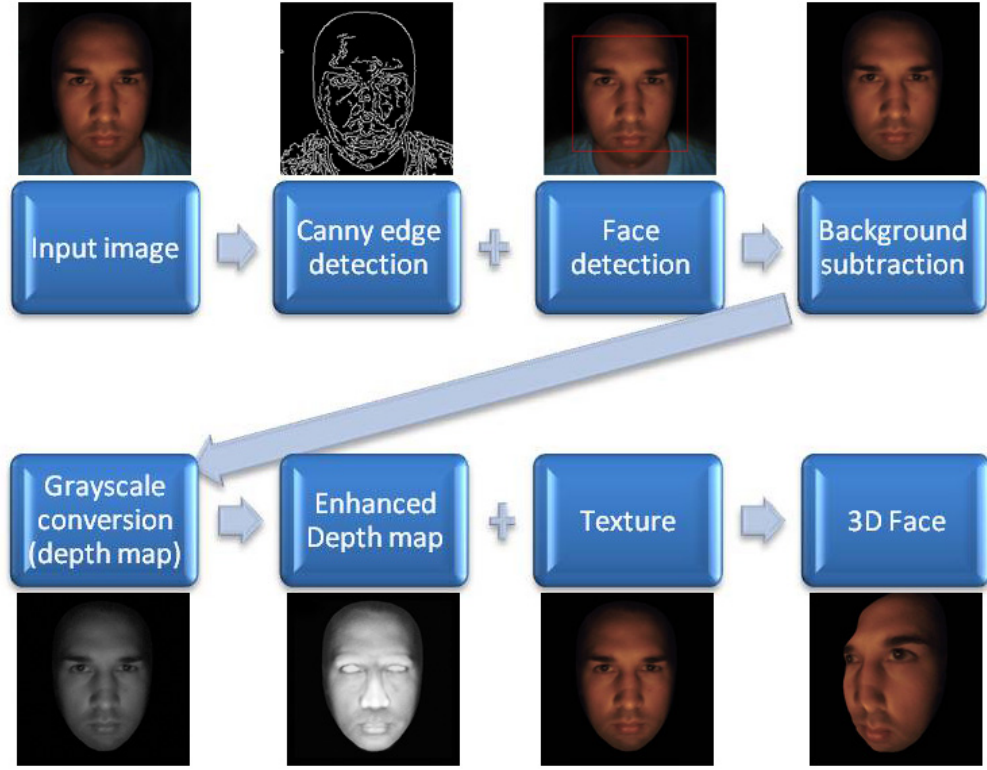 Input image
Canny edge
detection
Face
detection
Background
subtraction
Grayscale
conversion
(depth map)
Enhanced
Depth map
Texture
3D Face